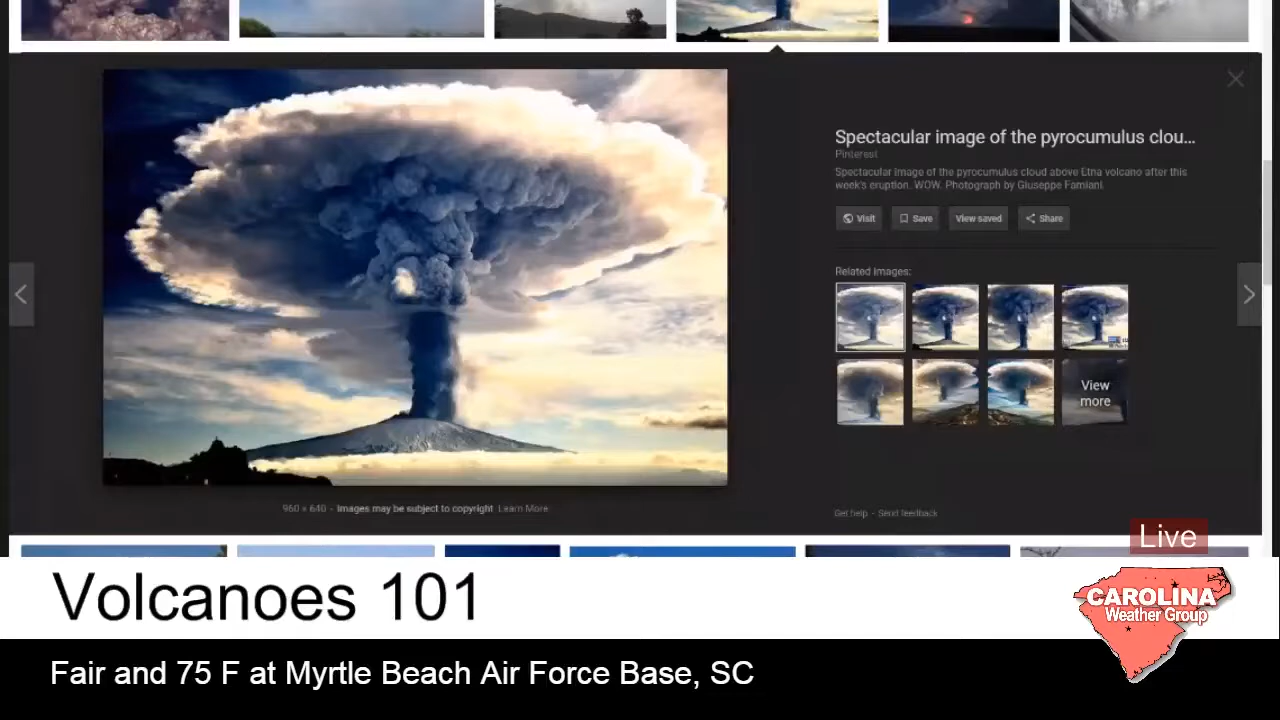 Spectacular image of the pyrocumulus clou...
Pinterest
Spectacular image of the pyrocumulus cloud above Etna volcano after this
week's eruption. WOW. Photograph by Giuseppe Famiani.
Visit
Save
View saved
Share
Related images:
View
more
960 × 640 - Images may be subject to copyright Learn More
Get help - Send feedback
Live
Volcanoes 101
CAROLINA
Weather Group
Fair and 75 F at Myrtle Beach Air Force Base, SC